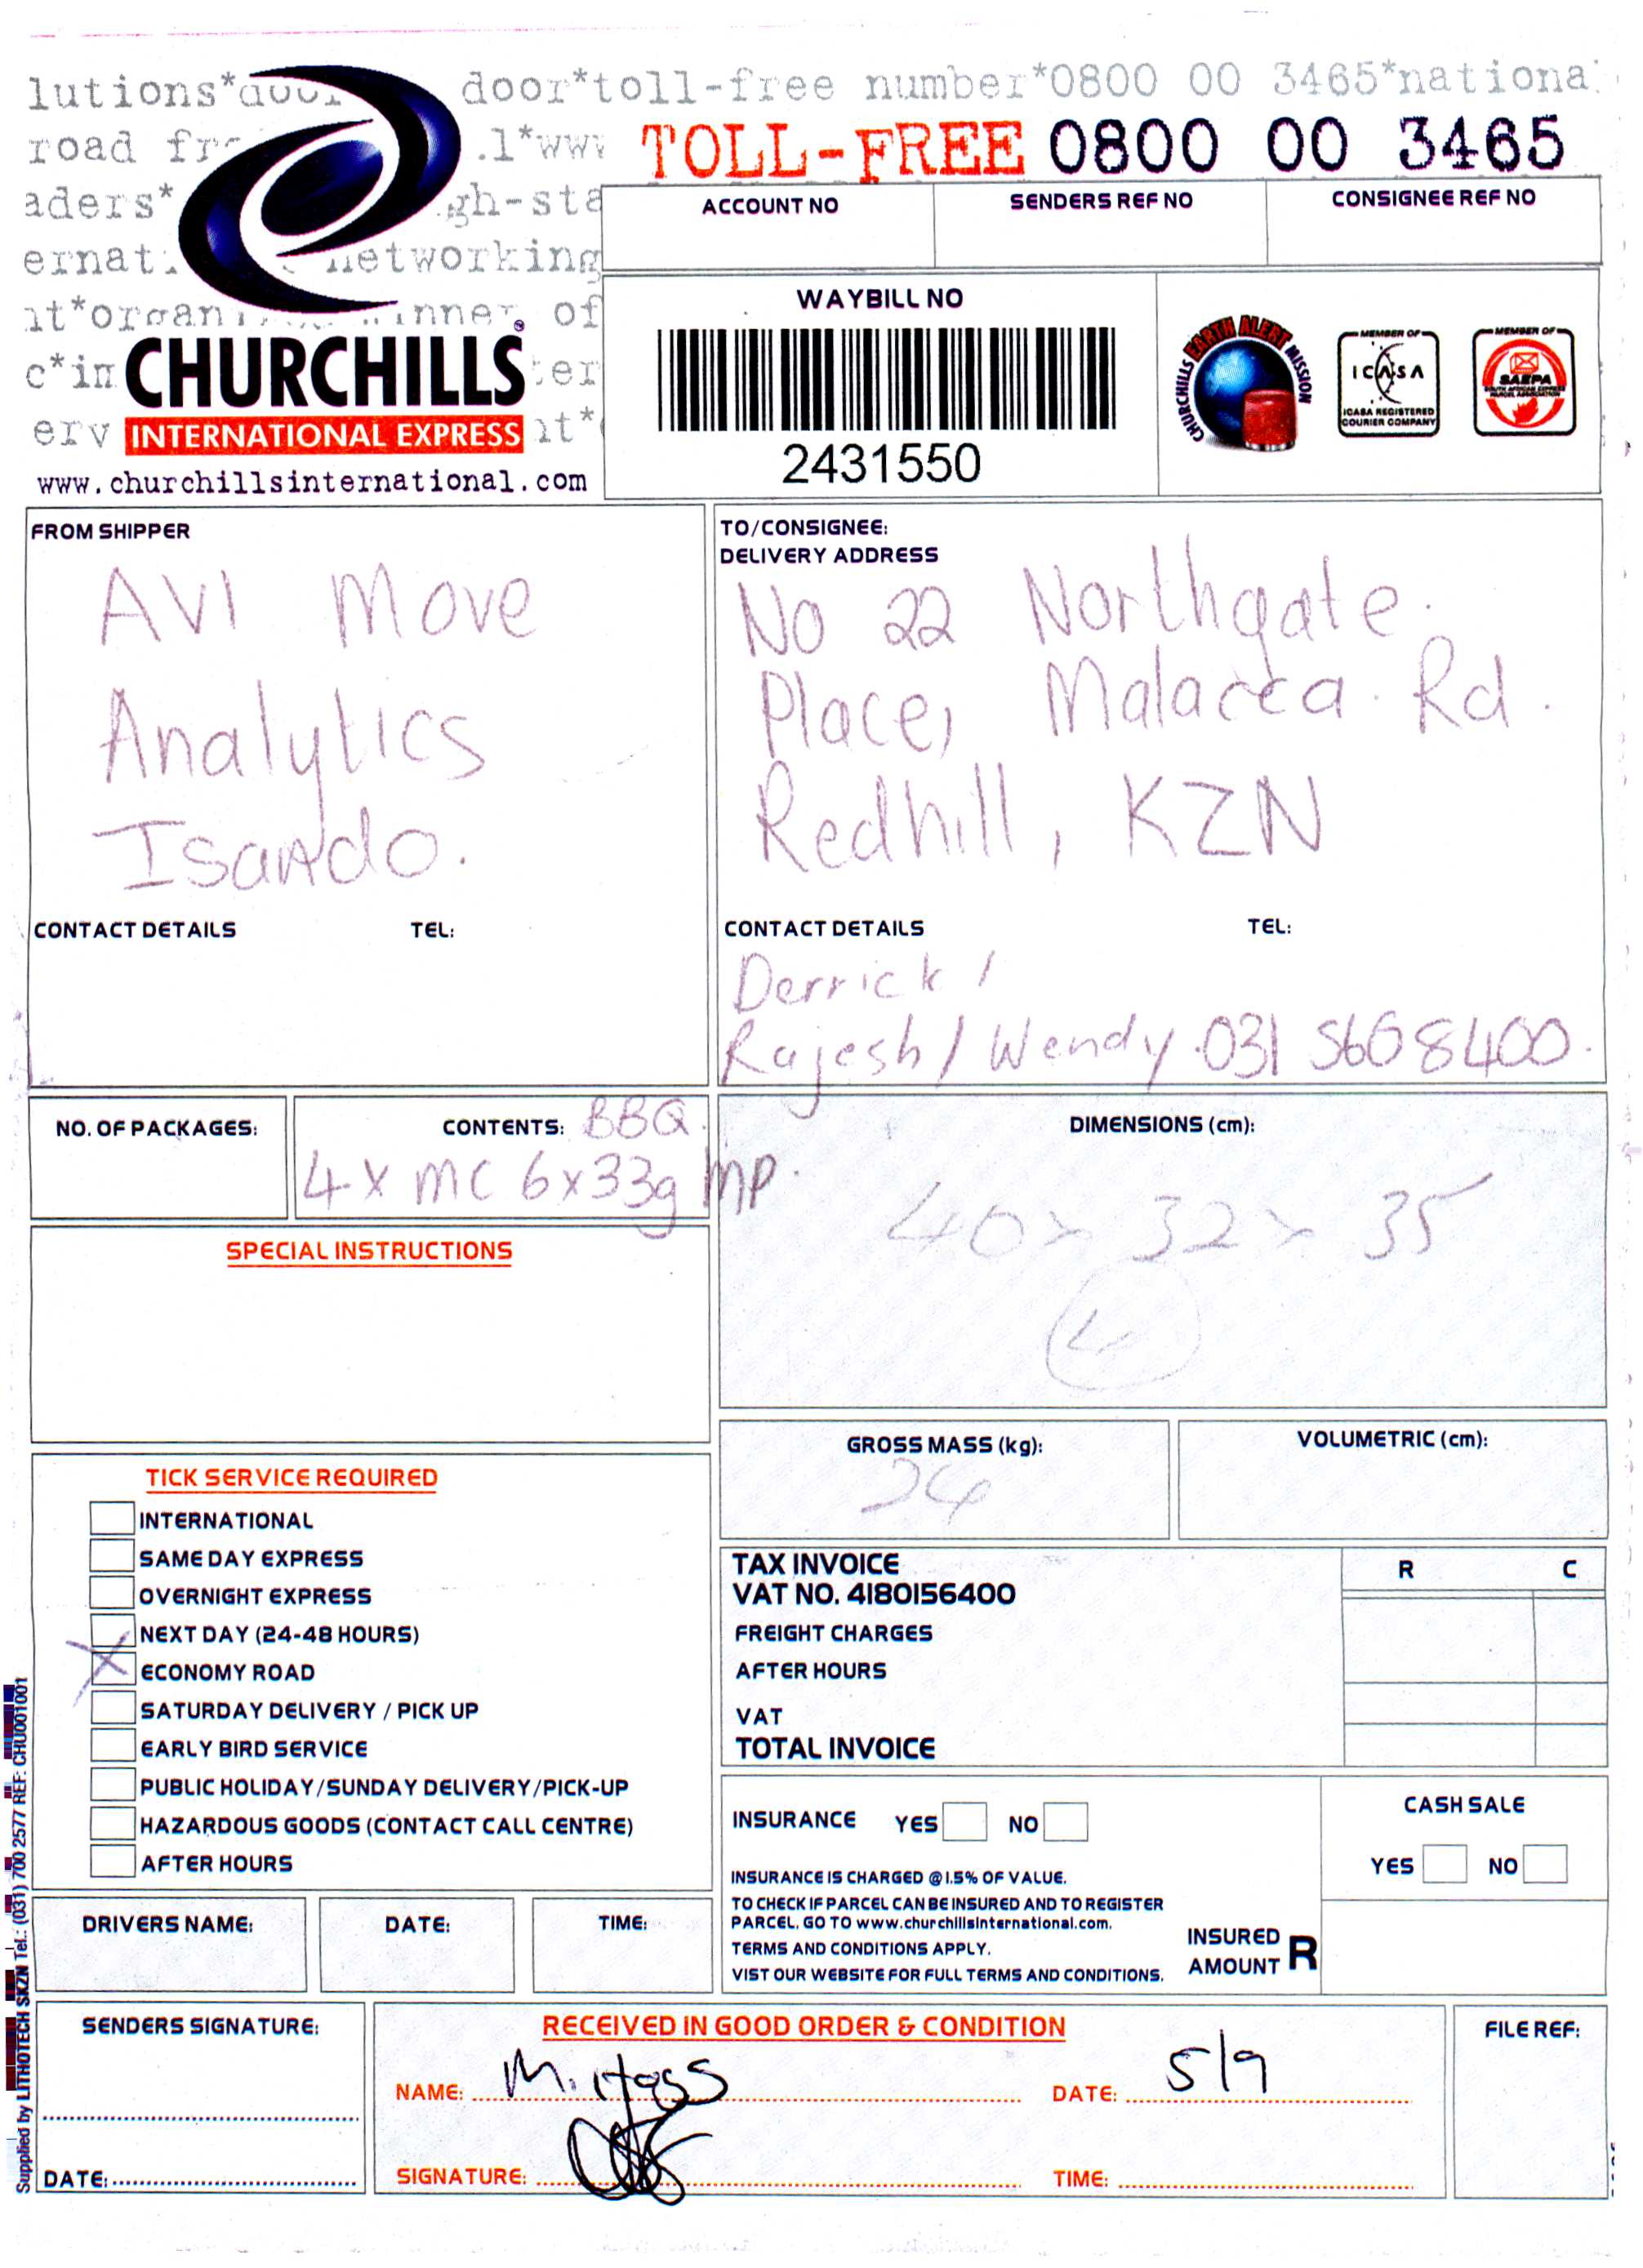 lutions* door*toll-free number*0800 00 3465*nationa
road .1*www
TOLL-FREE 0800 00 3465
aders* gh-sta
ACCOUNT NO SENDERS REF NO CONSIGNEE REF NO
ernat networking
it*organ inner of
WAYBILL NO
c*in ter
CHURCHILLS
erv INTERNATIONAL EXPRESS it*
www.churchillsinternational.com
2431550
CHURCHILLS EARTH ALERT MISSION
MEMBER OF
ICASA
ICASA REGISTERED
COURIER COMPANY
MEMBER OF
SAEPA
SOUTH AFRICAN EXPRESS
PARCEL ASSOCIATION
FROM SHIPPER
AVI Move
Analytics
Isando.
CONTACT DETAILS TEL:
TO/CONSIGNEE:
DELIVERY ADDRESS
No 22 Northgate
Place, Malacca Rd.
Redhill, KZN
CONTACT DETAILS TEL:
Derrick /
Rajesh / Wendy 031 5608400.
NO. OF PACKAGES:
CONTENTS: BBQ
4 x MC 6x33g MP.
DIMENSIONS (cm):
40 x 32 x 35
4
SPECIAL INSTRUCTIONS
GROSS MASS (kg):
24
VOLUMETRIC (cm):
TICK SERVICE REQUIRED
INTERNATIONAL
SAME DAY EXPRESS
OVERNIGHT EXPRESS
NEXT DAY (24-48 HOURS)
X ECONOMY ROAD
SATURDAY DELIVERY / PICK UP
EARLY BIRD SERVICE
PUBLIC HOLIDAY/SUNDAY DELIVERY/PICK-UP
HAZARDOUS GOODS (CONTACT CALL CENTRE)
AFTER HOURS
TAX INVOICE R C
VAT NO. 4180156400
FREIGHT CHARGES
AFTER HOURS
VAT
TOTAL INVOICE
INSURANCE YES NO
INSURANCE IS CHARGED @ 1.5% OF VALUE.
TO CHECK IF PARCEL CAN BE INSURED AND TO REGISTER
PARCEL, GO TO www.churchillsinternational.com.
TERMS AND CONDITIONS APPLY.
VIST OUR WEBSITE FOR FULL TERMS AND CONDITIONS.
CASH SALE
YES NO
INSURED
AMOUNT R
DRIVERS NAME: DATE: TIME:
SENDERS SIGNATURE:
DATE:
RECEIVED IN GOOD ORDER & CONDITION
NAME: M. Hass DATE: 5/9
SIGNATURE: TIME:
FILE REF:
Supplied by LITHOTECH SKZN Tel.: (031) 700 2577 REF: CHU001001